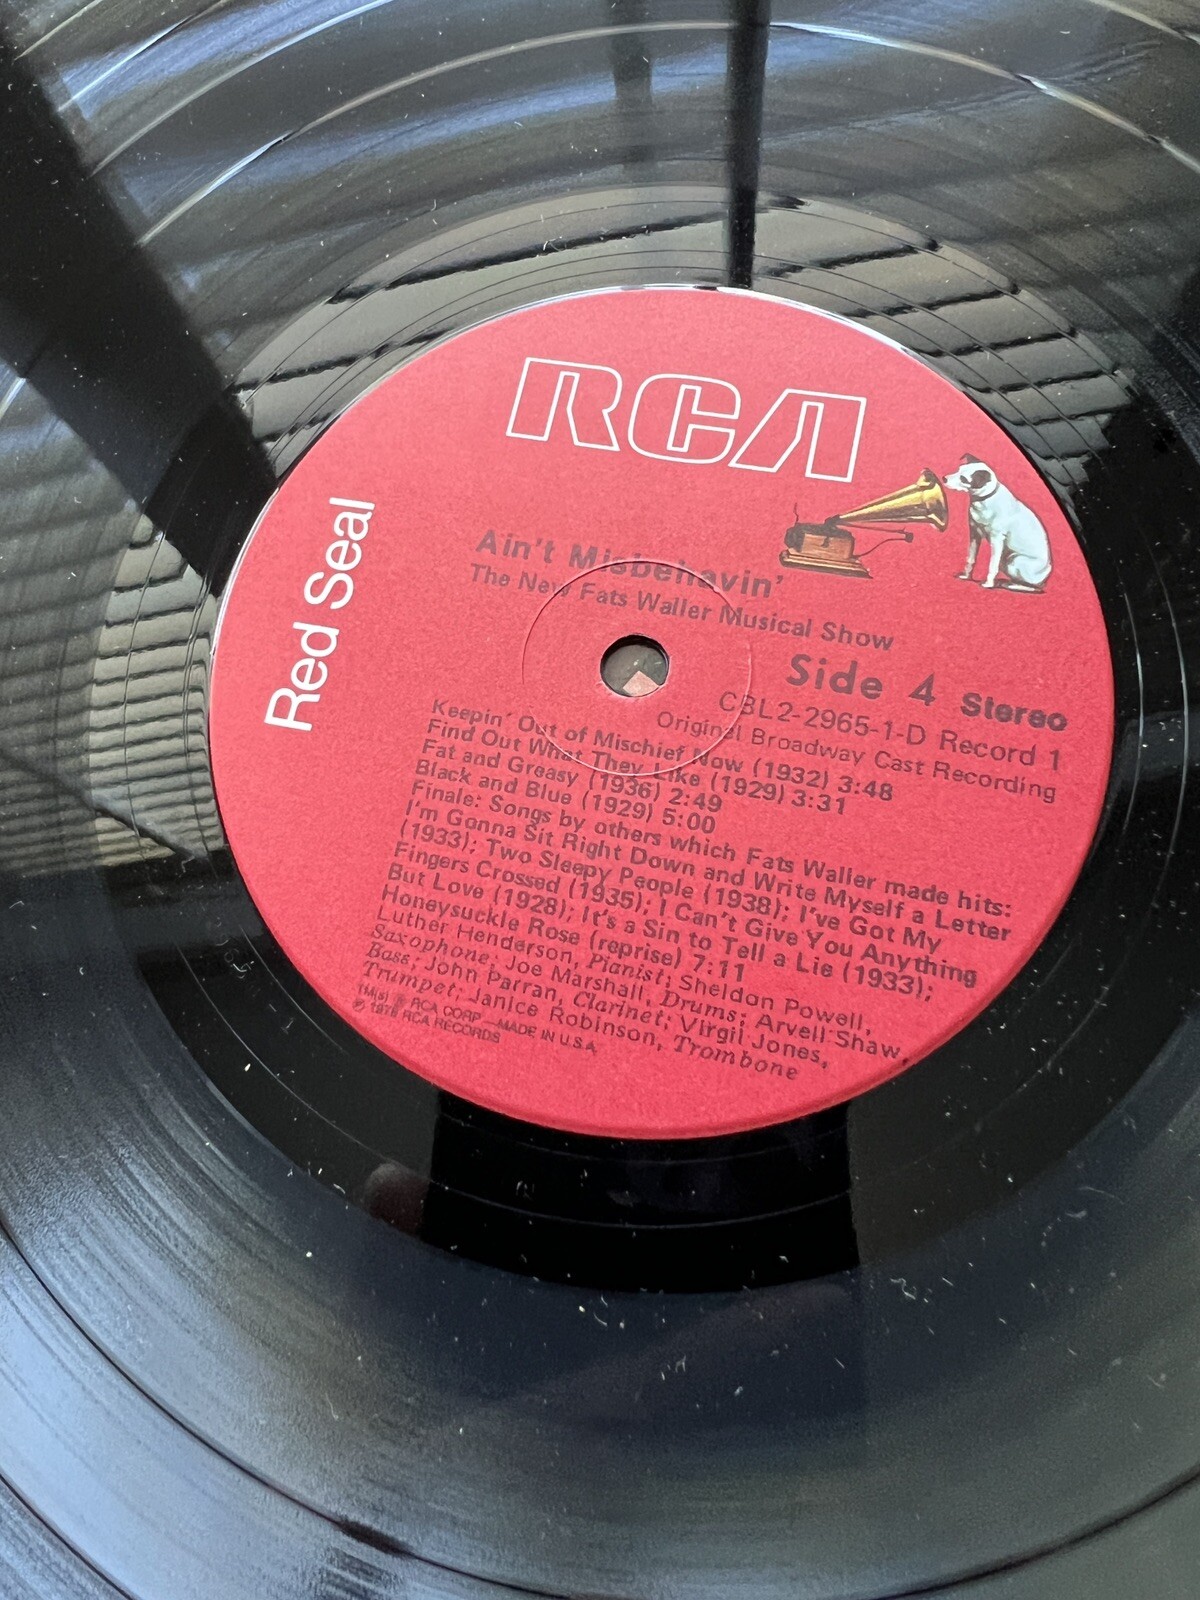 RCA
Red Seal
Ain't Misbehavin'
The New Fats Waller Musical Show
Side 4 Stereo
CBL2-2965-1-D Record 1
Original Broadway Cast Recording
Keepin' Out of Mischief Now (1932) 3:48
Find Out What They Like (1929) 3:31
Fat and Greasy (1936) 2:49
Black and Blue (1929) 5:00
Finale: Songs by others which Fats Waller made hits:
I'm Gonna Sit Right Down and Write Myself a Letter
(1933); Two Sleepy People (1938); I've Got My
Fingers Crossed (1935); I Can't Give You Anything
But Love (1928); It's a Sin to Tell a Lie (1933);
Honeysuckle Rose (reprise) 7:11
Luther Henderson, Pianist; Sheldon Powell,
Saxophone; Joe Marshall, Drums; Arvell Shaw,
Bass; John Parran, Clarinet; Virgil Jones,
Trumpet; Janice Robinson, Trombone
TM(s) ® RCA CORP.—MADE IN U.S.A.
℗ 1978 RCA RECORDS